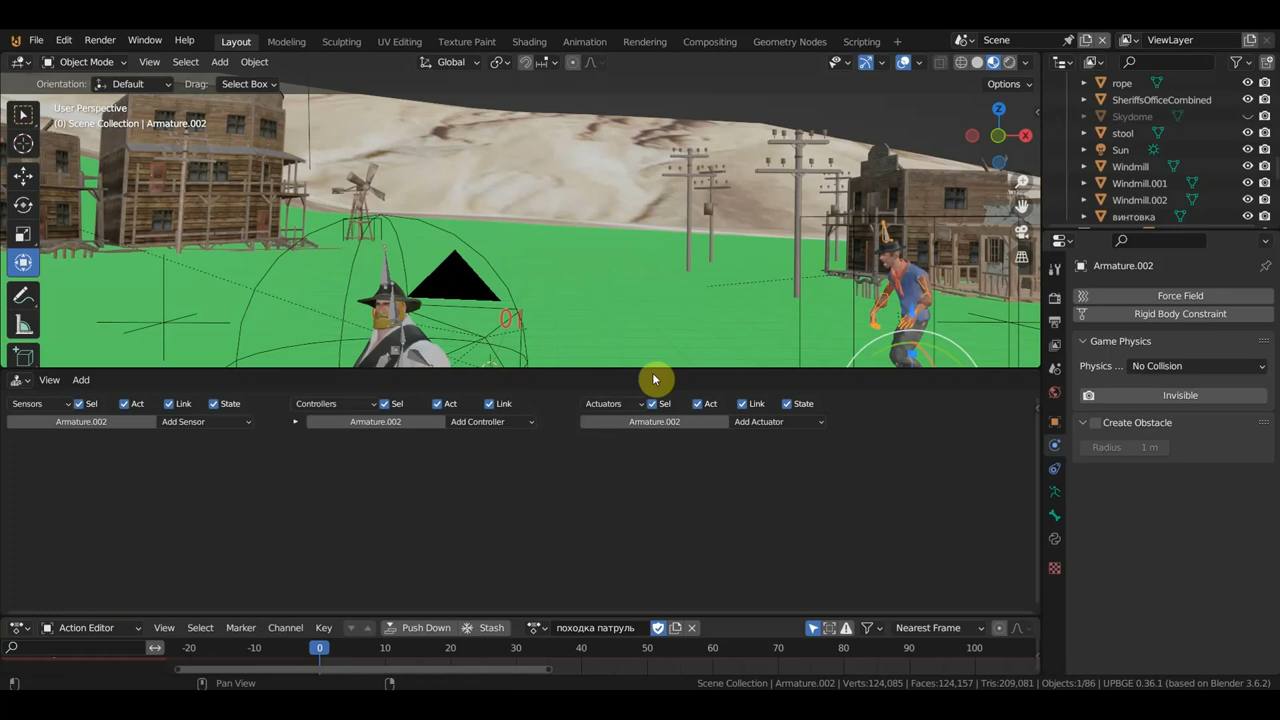 File Edit Render Window Help Layout Modeling Sculpting UV Editing Texture Paint Shading Animation Rendering Compositing Geometry Nodes Scripting + Scene ViewLayer
Object Mode View Select Add Object Global
Orientation: Default Drag: Select Box Options
User Perspective
(0) Scene Collection | Armature.002
Z
X
01
rope
SheriffsOfficeCombined
Skydome
stool
Sun
Windmill
Windmill.001
Windmill.002
винтовка
Armature.002
Force Field
Rigid Body Constraint
Game Physics
Physics ... No Collision
Invisible
Create Obstacle
Radius 1 m
View Add
Sensors Sel Act Link State Controllers Sel Act Link Actuators Sel Act Link State
Armature.002 Add Sensor Armature.002 Add Controller Armature.002 Add Actuator
Action Editor View Select Marker Channel Key Push Down Stash походка патруль Nearest Frame
-20 -10 0 10 20 30 40 50 60 70 80 90 100
Pan View Scene Collection | Armature.002 | Verts:124,085 | Faces:124,157 | Tris:209,081 | Objects:1/86 | UPBGE 0.36.1 (based on Blender 3.6.2)